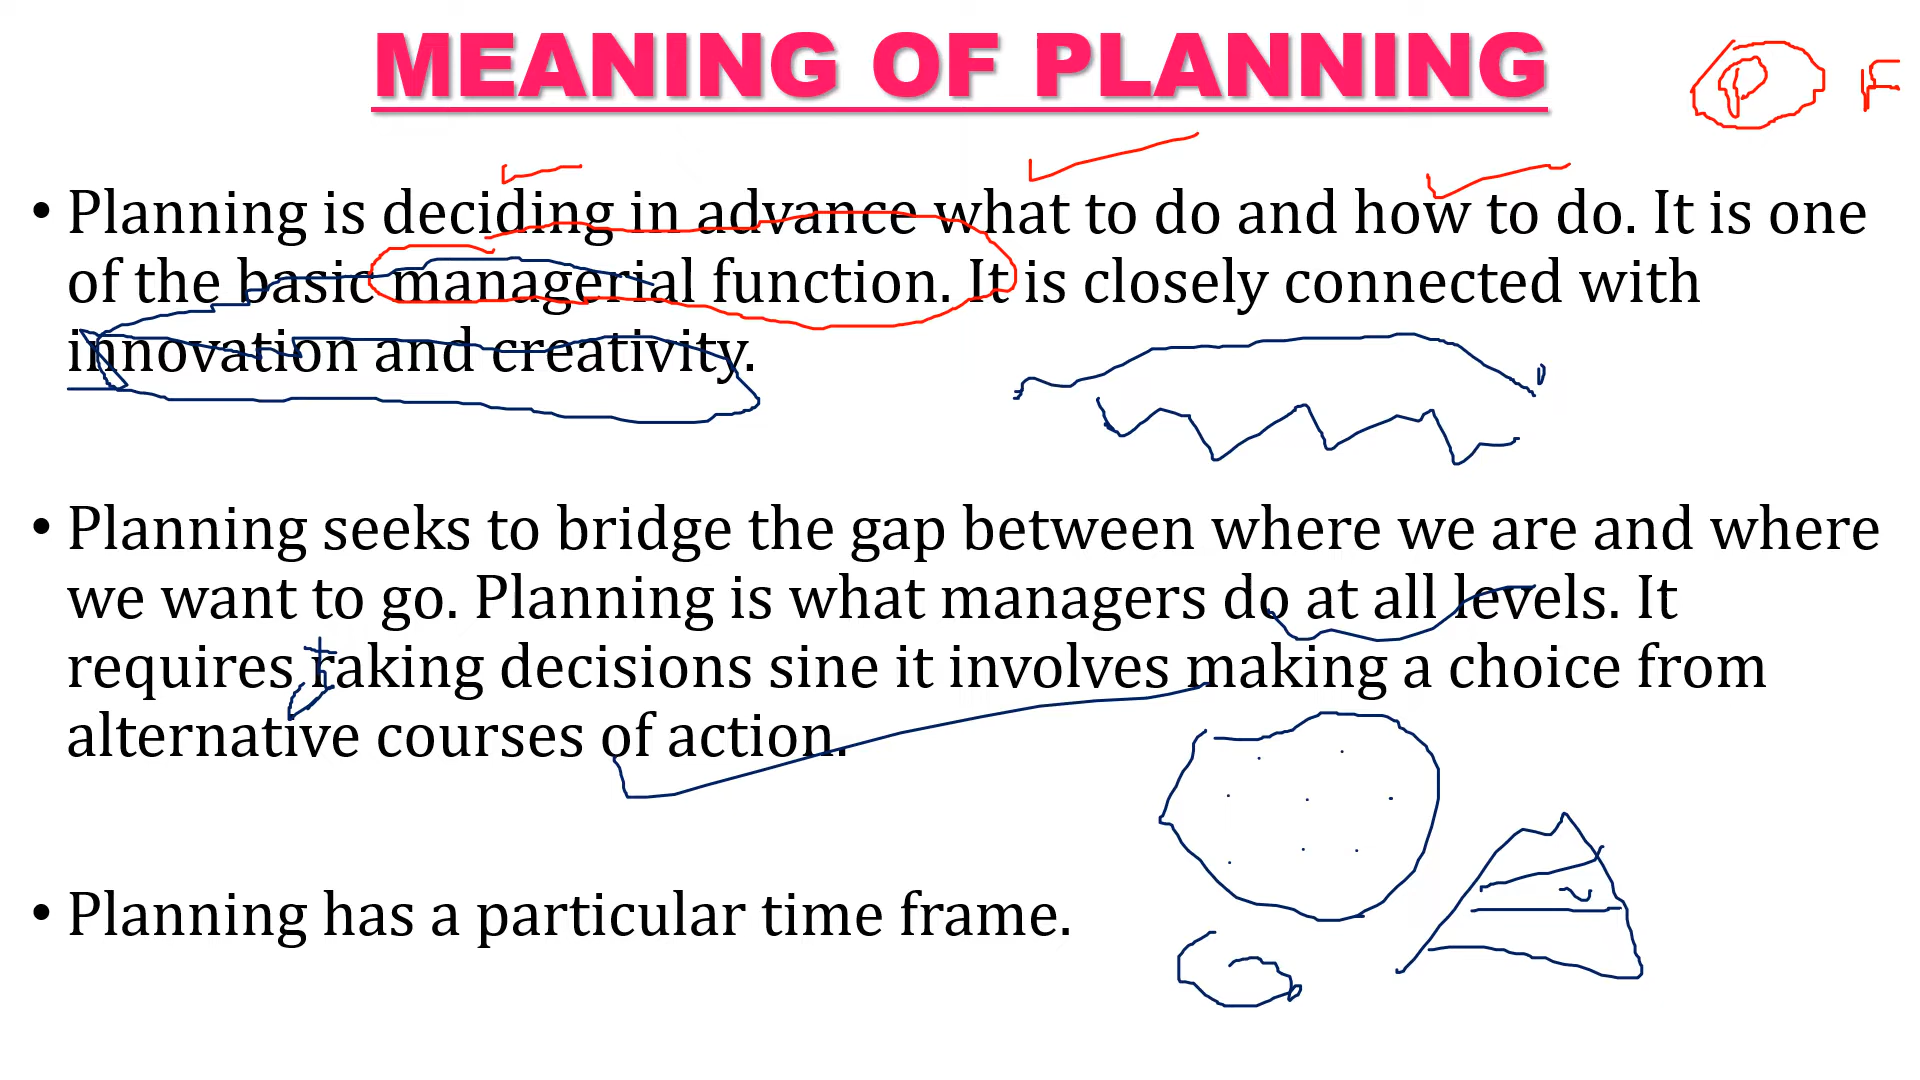 MEANING OF PLANNING
P F
• Planning is deciding in advance what to do and how to do. It is one
of the basic managerial function. It is closely connected with
innovation and creativity.
• Planning seeks to bridge the gap between where we are and where
we want to go. Planning is what managers do at all levels. It
requires raking decisions sine it involves making a choice from
alternative courses of action.
• Planning has a particular time frame.